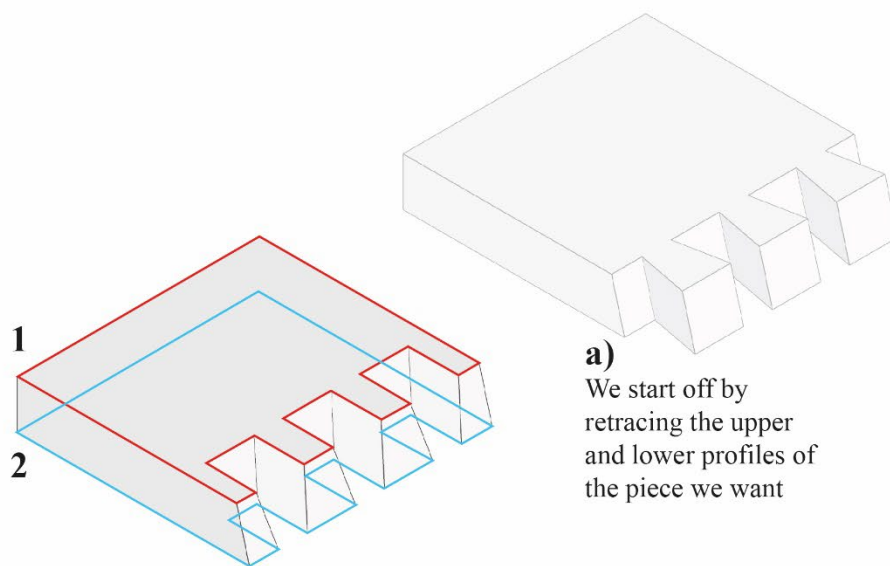 1
2
a)
We start off by
retracing the upper
and lower profiles of
the piece we want